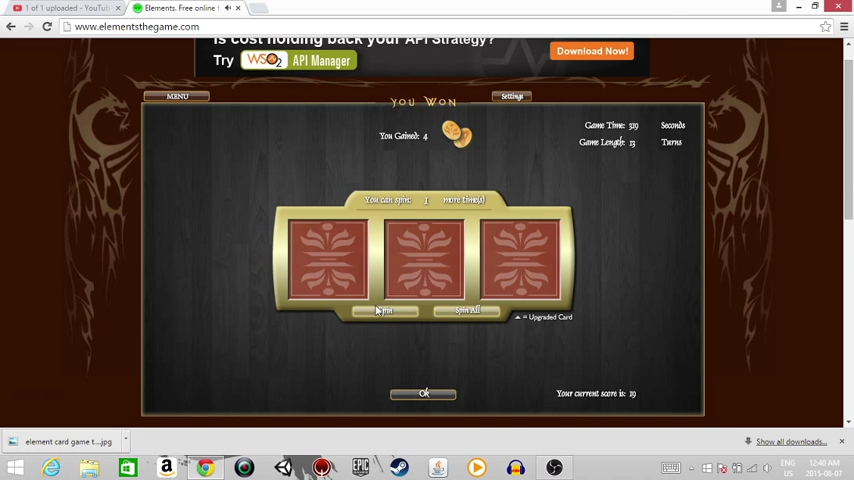 1 of 1 uploaded - YouTub
Elements. Free online f
www.elementsthegame.com
is cost holding back your API Strategy?
Try WSO2 API Manager
Download Now!
MENU
YOU WON
Settings
You Gained: 4
Game Time: 319 Seconds
Game Length: 13 Turns
You can spin: 1 more time(s)
Spin
Spin All
= Upgraded Card
Ok
Your current score is: 19
element card game t....jpg
Show all downloads...
EPIC
ENG
US
12:40 AM
2015-08-07